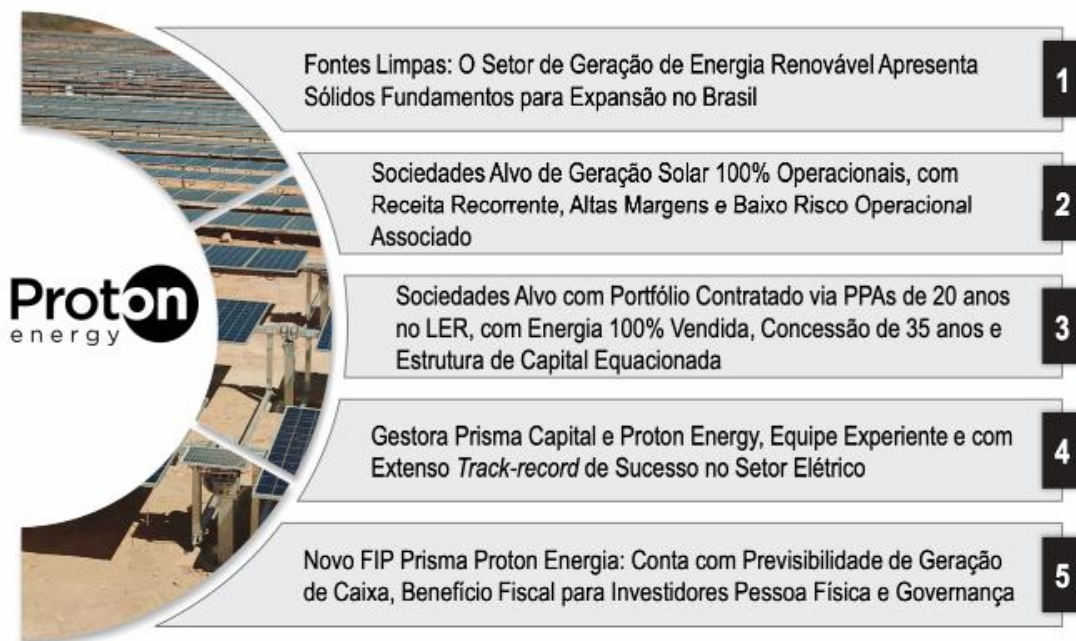 Proton
energy
Fontes Limpas: O Setor de Geração de Energia Renovável Apresenta
Sólidos Fundamentos para Expansão no Brasil
1
Sociedades Alvo de Geração Solar 100% Operacionais, com
Receita Recorrente, Altas Margens e Baixo Risco Operacional
Associado
2
Sociedades Alvo com Portfólio Contratado via PPAs de 20 anos
no LER, com Energia 100% Vendida, Concessão de 35 anos e
Estrutura de Capital Equacionada
3
Gestora Prisma Capital e Proton Energy, Equipe Experiente e com
Extenso Track-record de Sucesso no Setor Elétrico
4
Novo FIP Prisma Proton Energia: Conta com Previsibilidade de Geração
de Caixa, Benefício Fiscal para Investidores Pessoa Física e Governança
5